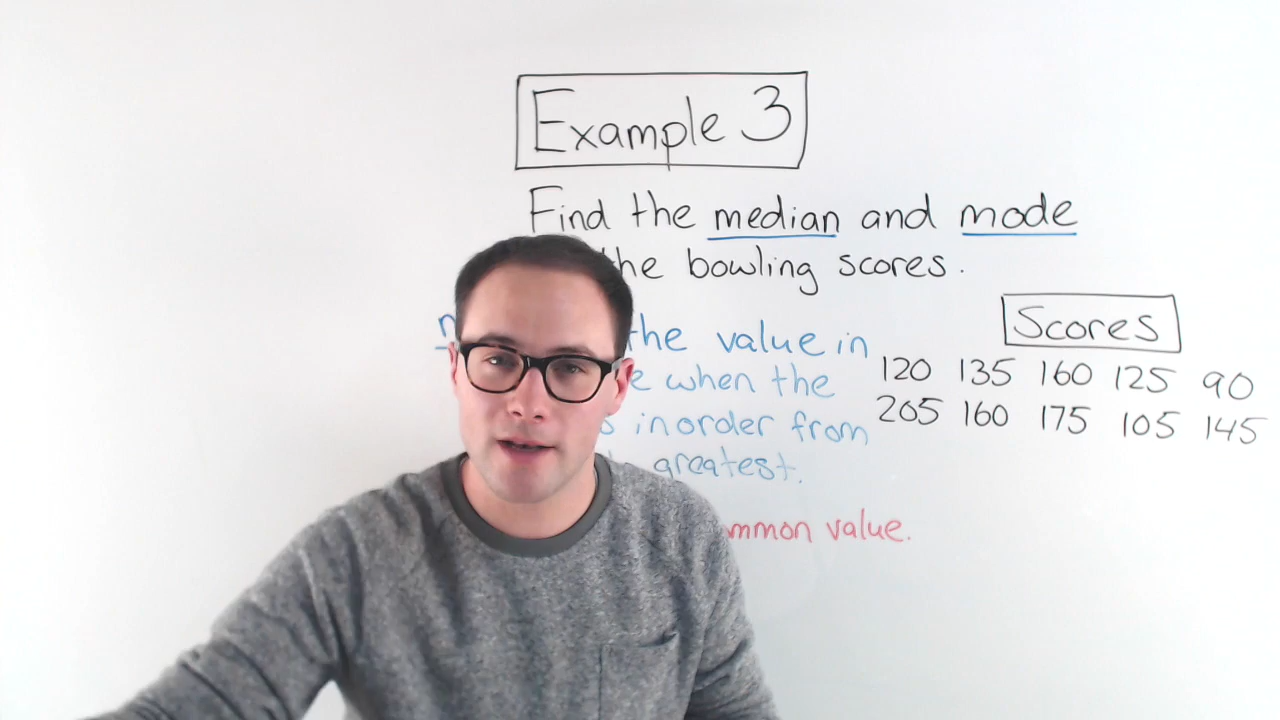 Example 3
Find the median and mode
the bowling scores.
the value in
when the
in order from
greatest.
value.
Scores
120 135 160 125 90
205 160 175 105 145